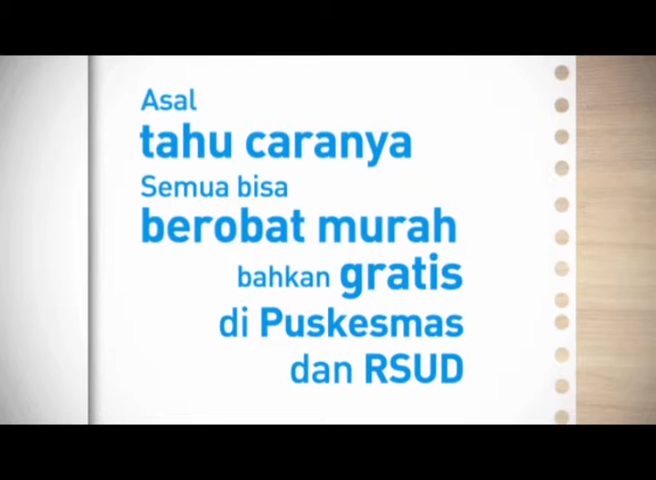 Asal
tahu caranya
Semua bisa
berobat murah
bahkan gratis
di Puskesmas
dan RSUD